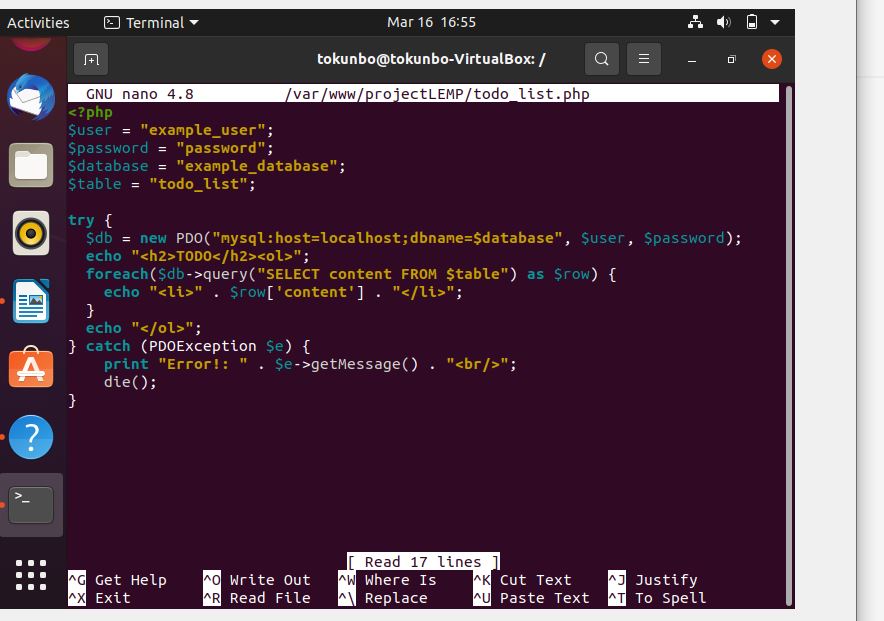 Activities Terminal Mar 16 16:55
tokunbo@tokunbo-VirtualBox: /
GNU nano 4.8 /var/www/projectLEMP/todo_list.php
<?php
$user = "example_user";
$password = "password";
$database = "example_database";
$table = "todo_list";

try {
  $db = new PDO("mysql:host=localhost;dbname=$database", $user, $password);
  echo "<h2>TODO</h2><ol>";
  foreach($db->query("SELECT content FROM $table") as $row) {
    echo "<li>" . $row['content'] . "</li>";
  }
  echo "</ol>";
} catch (PDOException $e) {
    print "Error!: " . $e->getMessage() . "<br/>";
    die();
}
[ Read 17 lines ]
^G Get Help ^O Write Out ^W Where Is ^K Cut Text ^J Justify
^X Exit ^R Read File ^\ Replace ^U Paste Text ^T To Spell